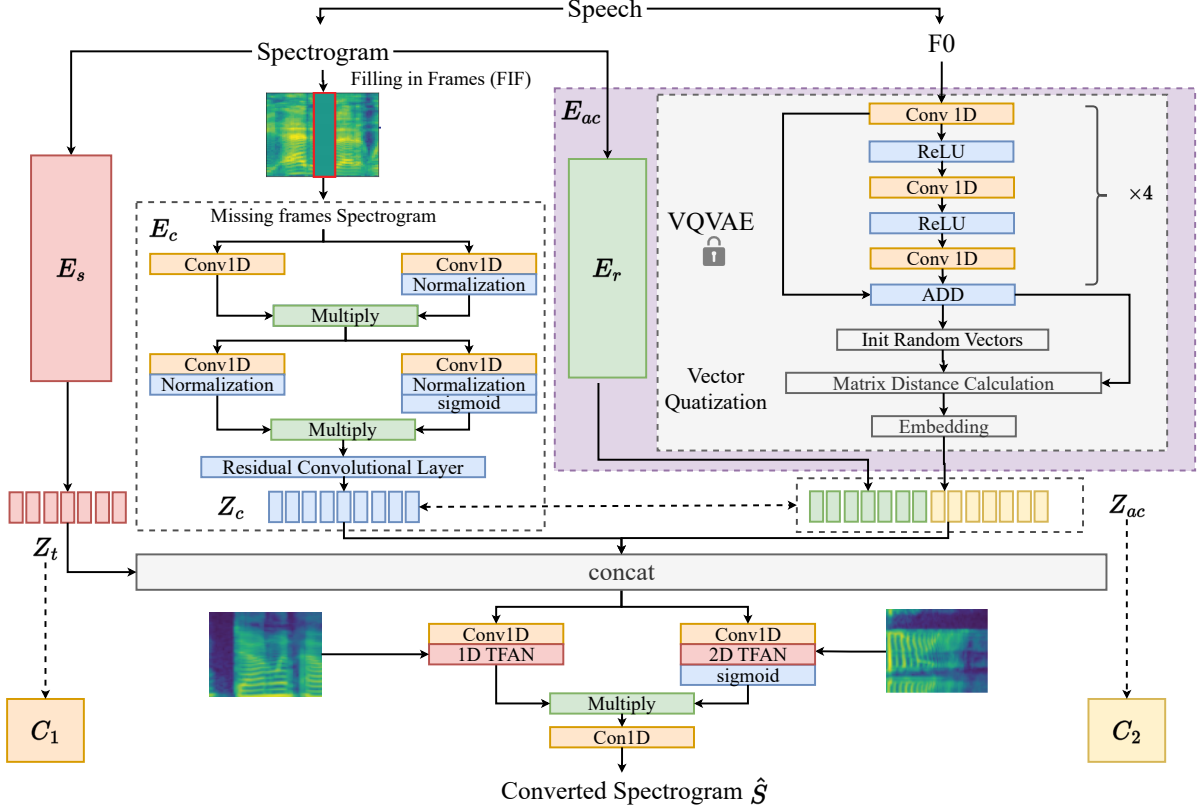 Speech
Spectrogram
F0
Filling in Frames (FIF)
E_s
Missing frames Spectrogram
E_c
Conv1D
Conv1D
Normalization
Multiply
Conv1D
Normalization
Conv1D
Normalization
sigmoid
Multiply
Residual Convolutional Layer
Z_c
E_ac
E_r
VQVAE
Conv 1D
ReLU
Conv 1D
ReLU
Conv 1D
ADD
×4
Init Random Vectors
Matrix Distance Calculation
Embedding
Vector
Quatization
Z_t
Z_ac
concat
Conv1D
1D TFAN
Conv1D
2D TFAN
sigmoid
Multiply
Con1D
C_1
C_2
Converted Spectrogram Ŝ